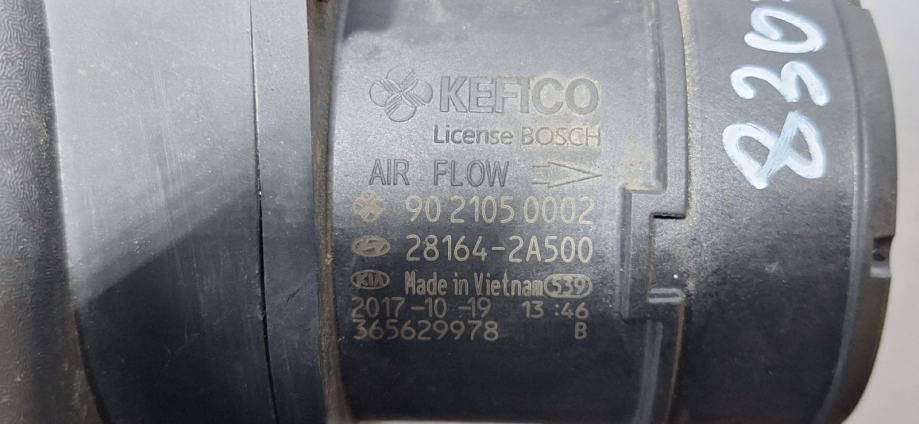 KEFICO
License BOSCH
AIR FLOW
90 2105 0002
28164-2A500
KIA Made in Vietnam 539
2017-10-19 13:46
365629978 B